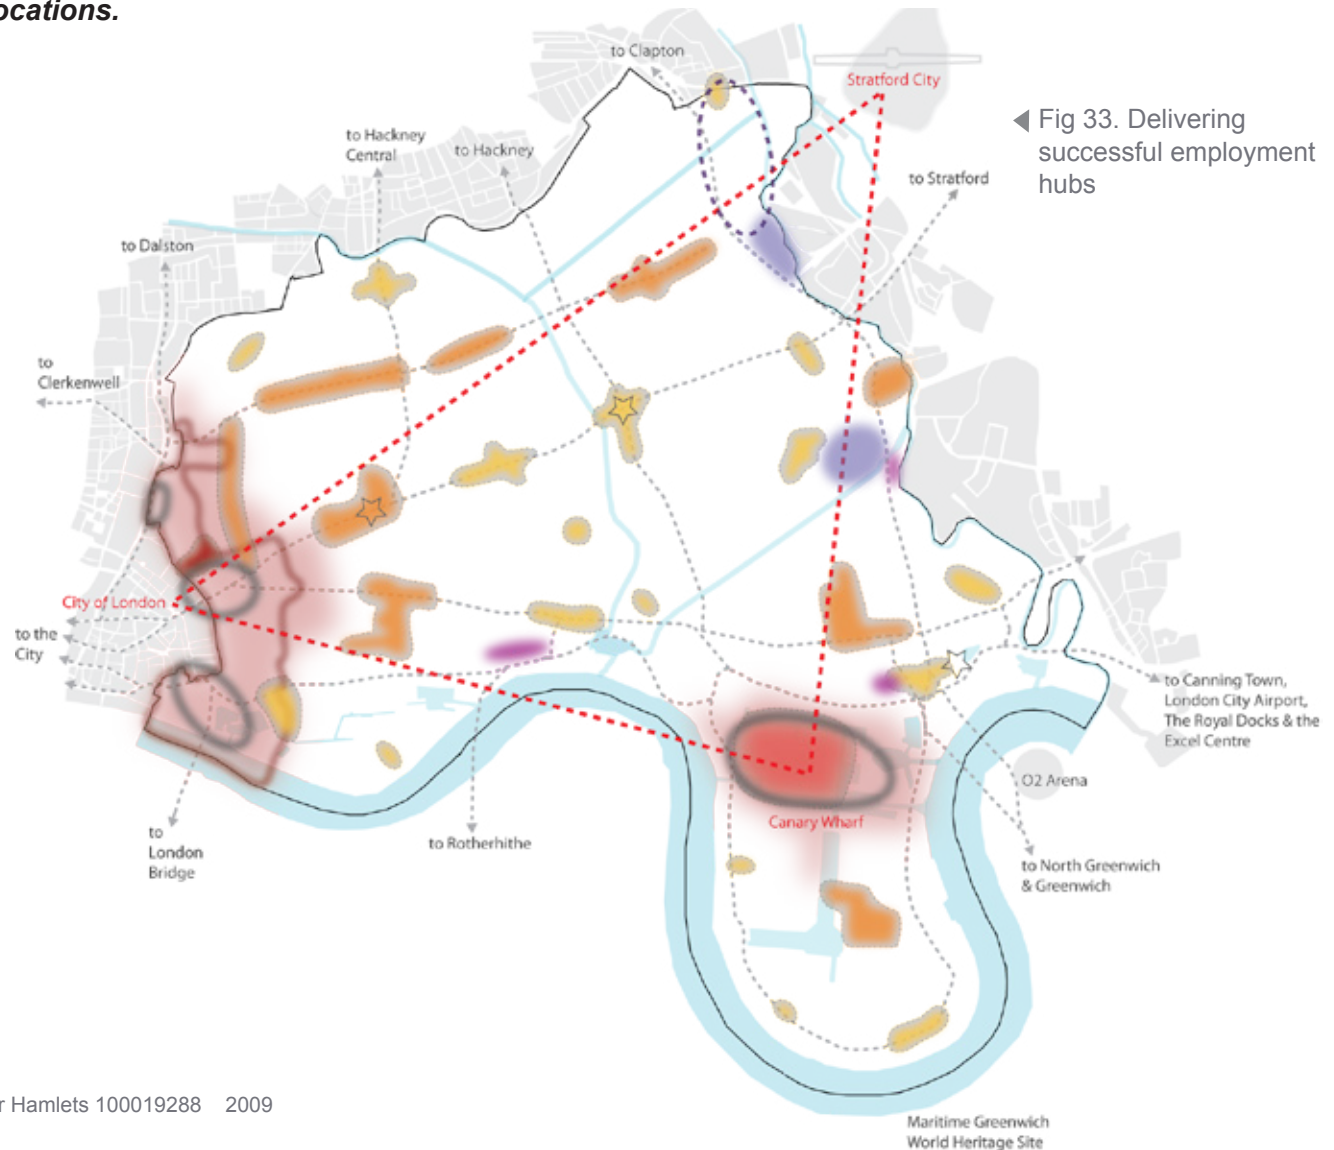 ocations.
to Clapton
Stratford City
Fig 33. Delivering
successful employment
hubs
to Hackney
Central
to Hackney
to Stratford
to Dalston
to
Clerkenwell
City of London
to the
City
to Canning Town,
London City Airport,
The Royal Docks & the
Excel Centre
O2 Arena
Canary Wharf
to
London
Bridge
to Rotherhithe
to North Greenwich
& Greenwich
r Hamlets 100019288 2009
Maritime Greenwich
World Heritage Site